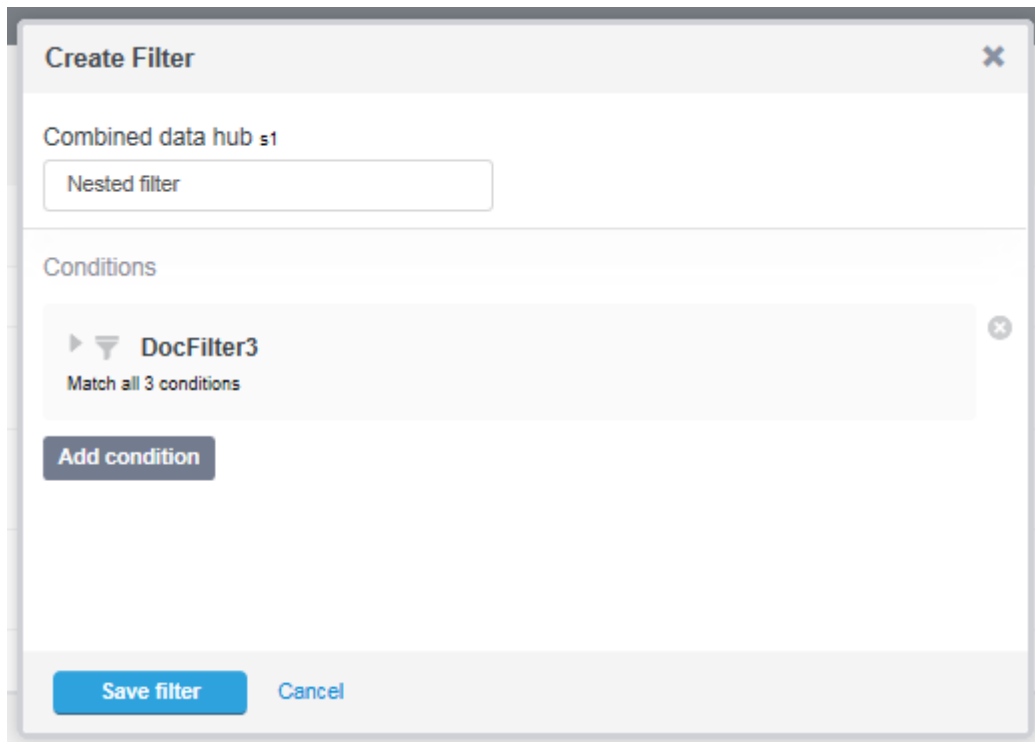 Create Filter
Combined data hub s1
Nested filter
Conditions
DocFilter3
Match all 3 conditions
Add condition
Save filter Cancel